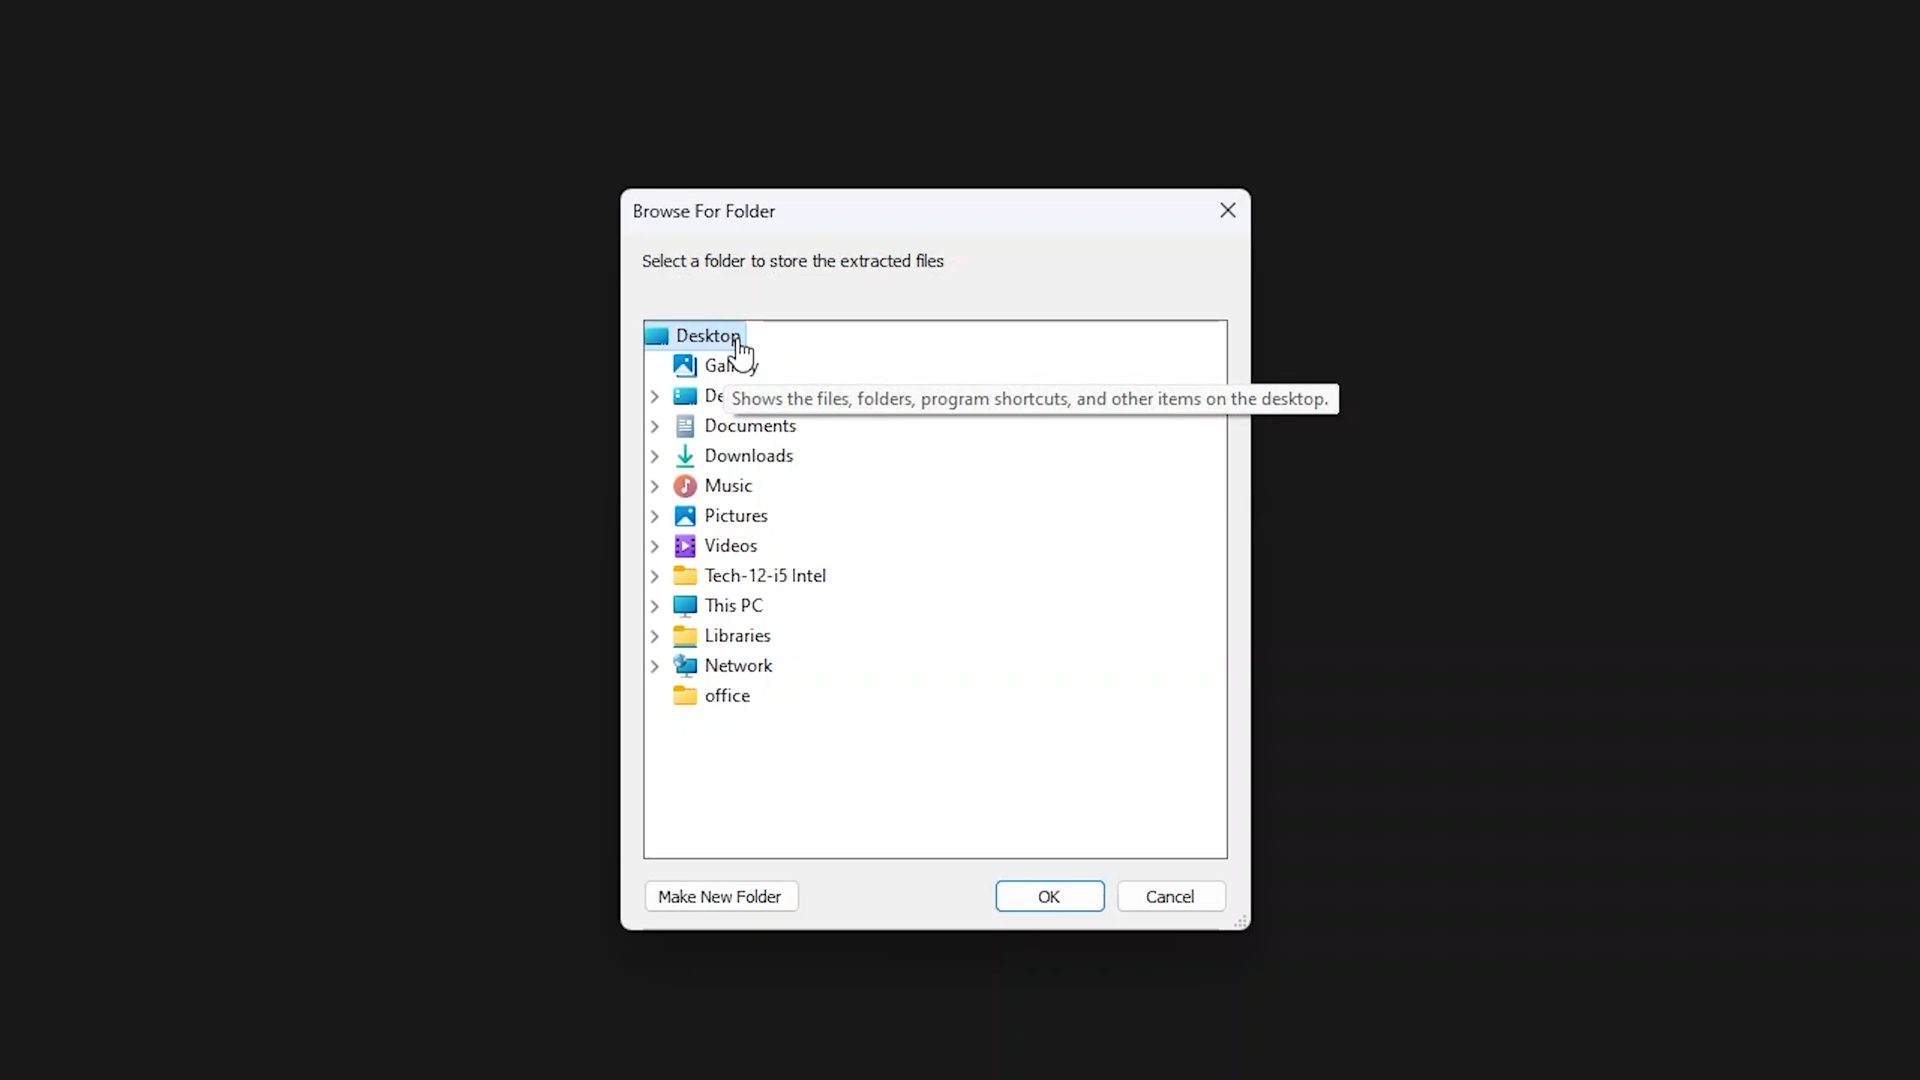 Browse For Folder
Select a folder to store the extracted files
Desktop
Shows the files, folders, program shortcuts, and other items on the desktop.
Documents
Downloads
Music
Pictures
Videos
Tech-12-i5 Intel
This PC
Libraries
Network
office
Make New Folder
OK
Cancel